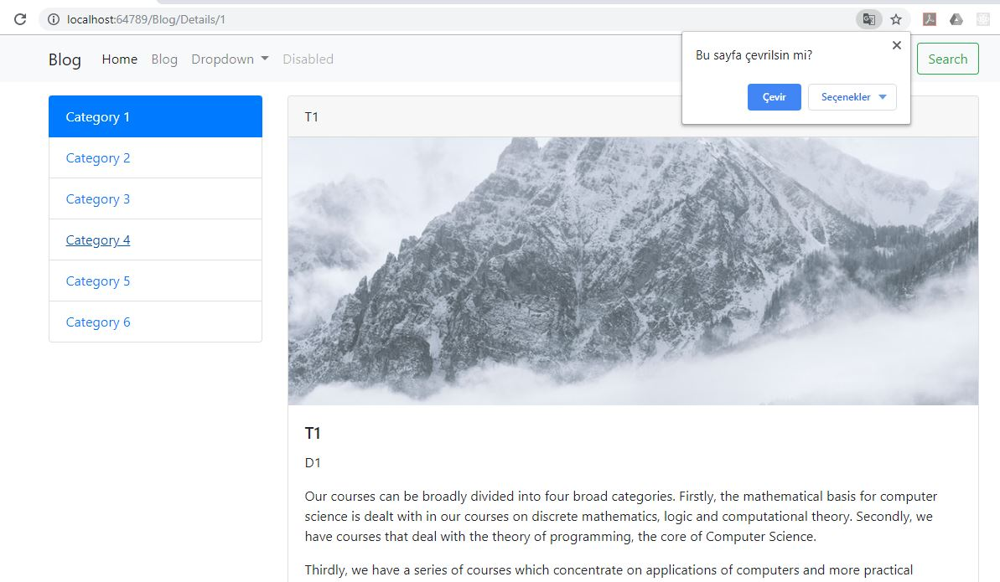 localhost:64789/Blog/Details/1
Blog Home Blog Dropdown Disabled
Search
Bu sayfa çevrilsin mi?
Çevir Seçenekler
Category 1
Category 2
Category 3
Category 4
Category 5
Category 6
T1
T1
D1
Our courses can be broadly divided into four broad categories. Firstly, the mathematical basis for computer
science is dealt with in our courses on discrete mathematics, logic and computational theory. Secondly, we
have courses that deal with the theory of programming, the core of Computer Science.
Thirdly, we have a series of courses which concentrate on applications of computers and more practical